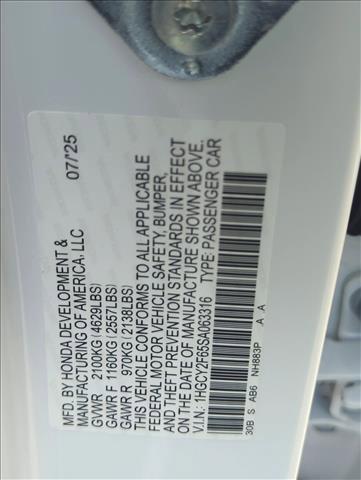 MFD. BY HONDA DEVELOPMENT &
MANUFACTURING OF AMERICA, LLC 07/'25
GVWR 2100KG (4629LBS)
GAWR F 1160KG (2557LBS)
GAWR R 970KG (2138LBS)
THIS VEHICLE CONFORMS TO ALL APPLICABLE
FEDERAL MOTOR VEHICLE SAFETY, BUMPER,
AND THEFT PREVENTION STANDARDS IN EFFECT
ON THE DATE OF MANUFACTURE SHOWN ABOVE.
V.I.N.: 1HGCY2F65SA063316 TYPE: PASSENGER CAR
30B S AB6 NH883P A A